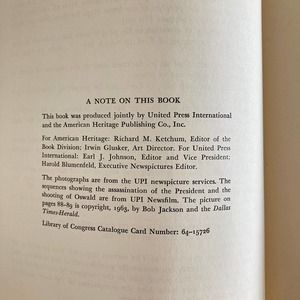 A NOTE ON THIS BOOK
This book was produced jointly by United Press International
and the American Heritage Publishing Co., Inc.
For American Heritage: Richard M. Ketchum, Editor of the
Book Division; Irwin Glusker, Art Director. For United Press
International: Earl J. Johnson, Editor and Vice President;
Harold Blumenfeld, Executive Newspictures Editor.
The photographs are from the UPI newspicture services. The
sequences showing the assassination of the President and the
shooting of Oswald are from UPI Newsfilm. The picture on
pages 88-89 is copyright, 1963, by Bob Jackson and the Dallas
Times-Herald.
Library of Congress Catalogue Card Number: 64-15726